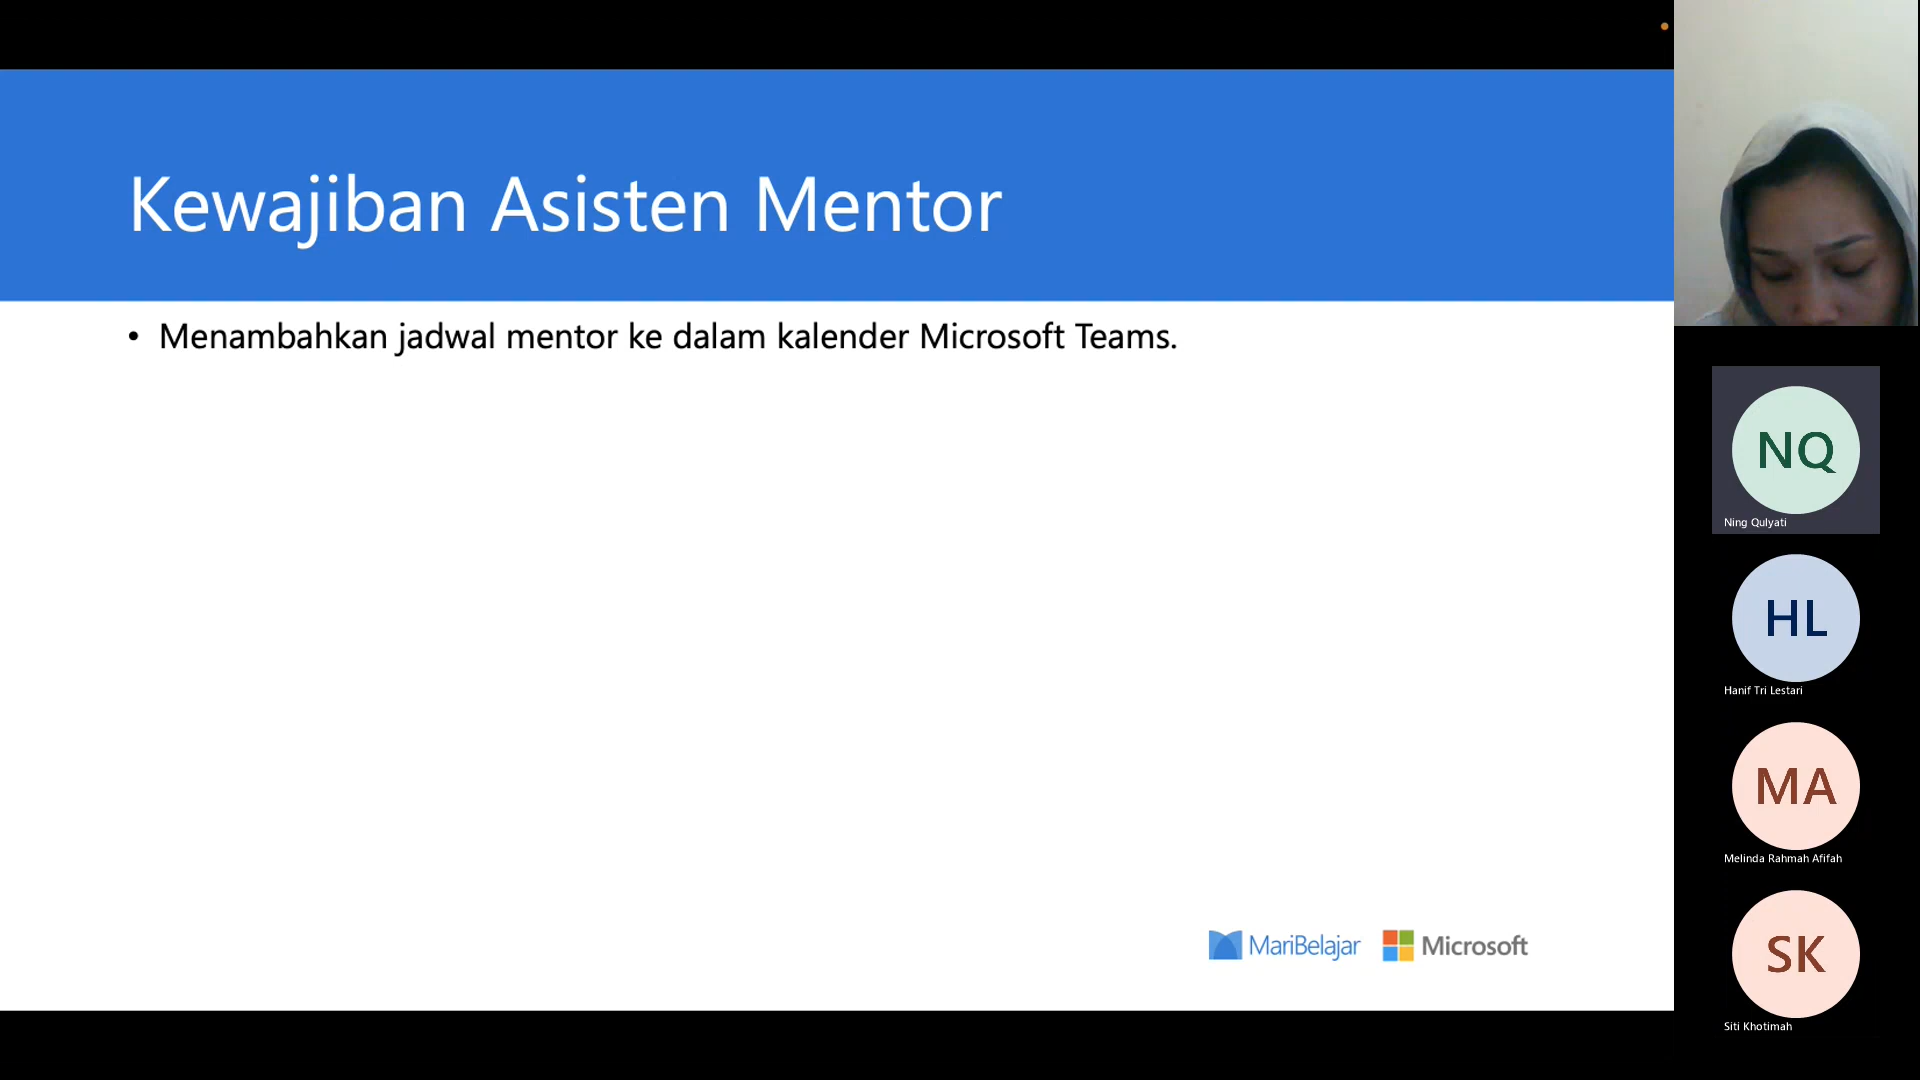 Kewajiban Asisten Mentor
• Menambahkan jadwal mentor ke dalam kalender Microsoft Teams.
MariBelajar
Microsoft
NQ
Ning Qulyati
HL
Hanif Tri Lestari
MA
Melinda Rahmah Afifah
SK
Siti Khotimah